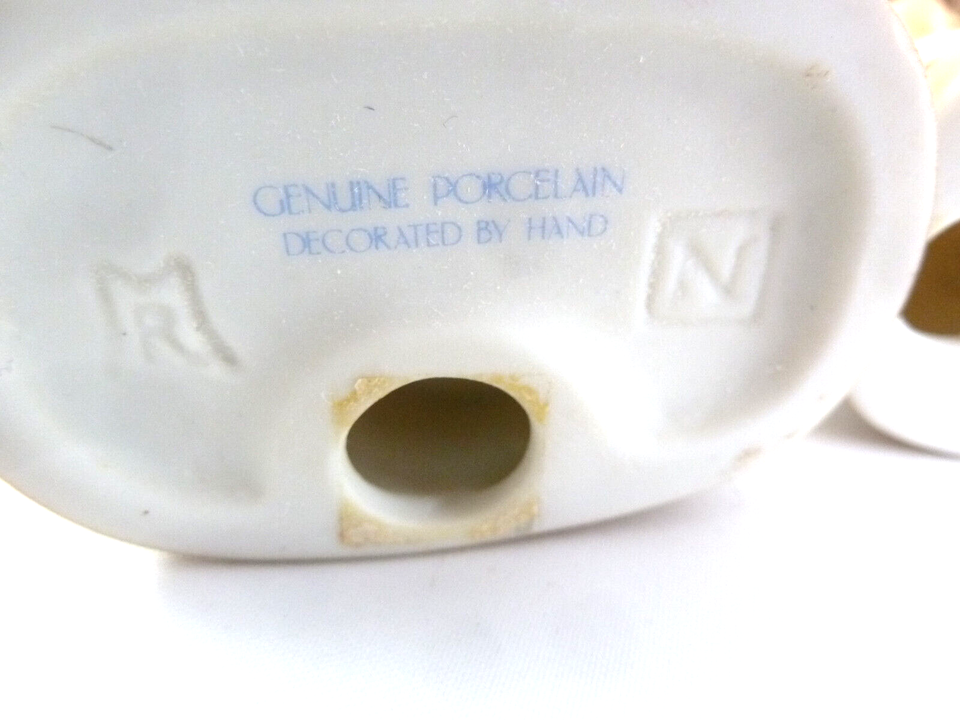 GENUINE PORCELAIN
DECORATED BY HAND
R
N